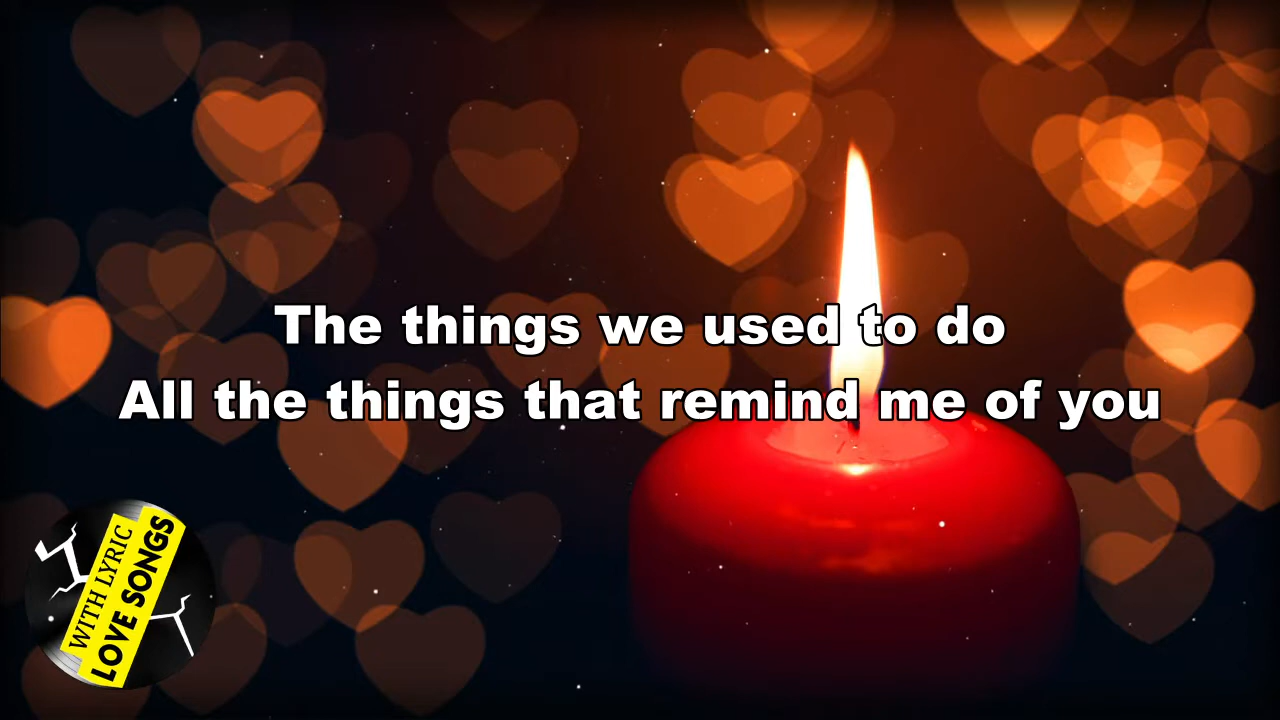 The things we used to do
All the things that remind me of you
WITH LYRIC
LOVE SONGS